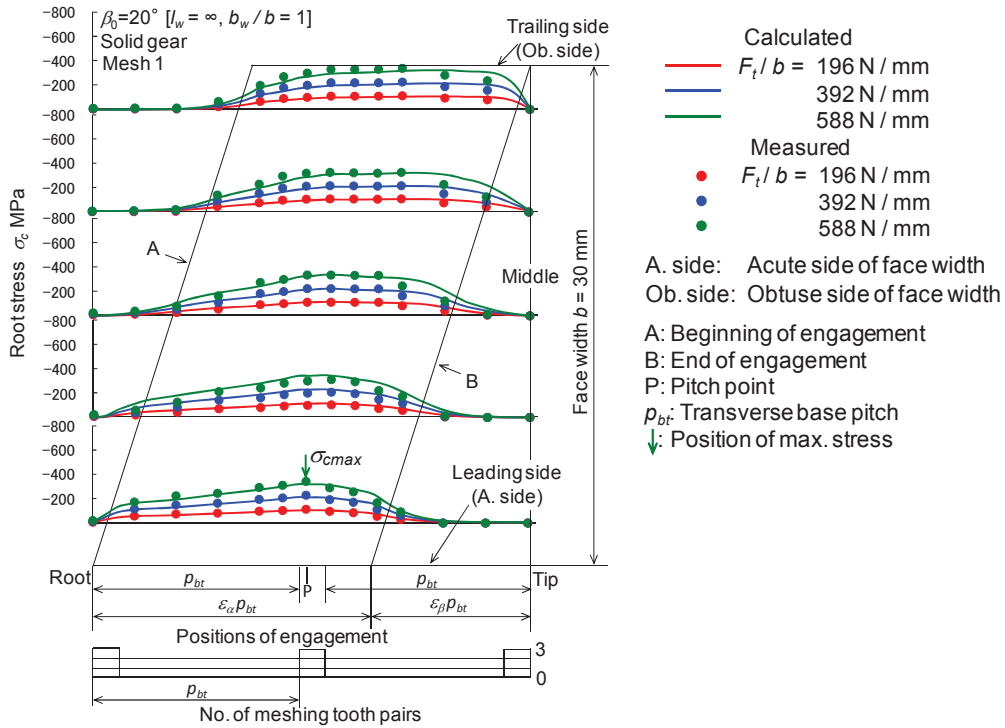 β0=20° [lw = ∞, bw / b = 1]
Solid gear
Mesh 1
Trailing side
(Ob. side)
Root stress σc MPa
−800
−600
−400
−200
−800
−600
−400
−200
−800
−600
−400
−200
−800
−600
−400
−200
−800
−600
−400
−200
A
B
Middle
Face width b = 30 mm
σcmax
Leading side
(A. side)
Root
Tip
pbt
P
pbt
εα pbt
εβ pbt
Positions of engagement
3
0
pbt
No. of meshing tooth pairs
Calculated
Ft / b = 196 N / mm
392 N / mm
588 N / mm
Measured
Ft / b = 196 N / mm
392 N / mm
588 N / mm
A. side: Acute side of face width
Ob. side: Obtuse side of face width
A: Beginning of engagement
B: End of engagement
P: Pitch point
pbt: Transverse base pitch
↓: Position of max. stress